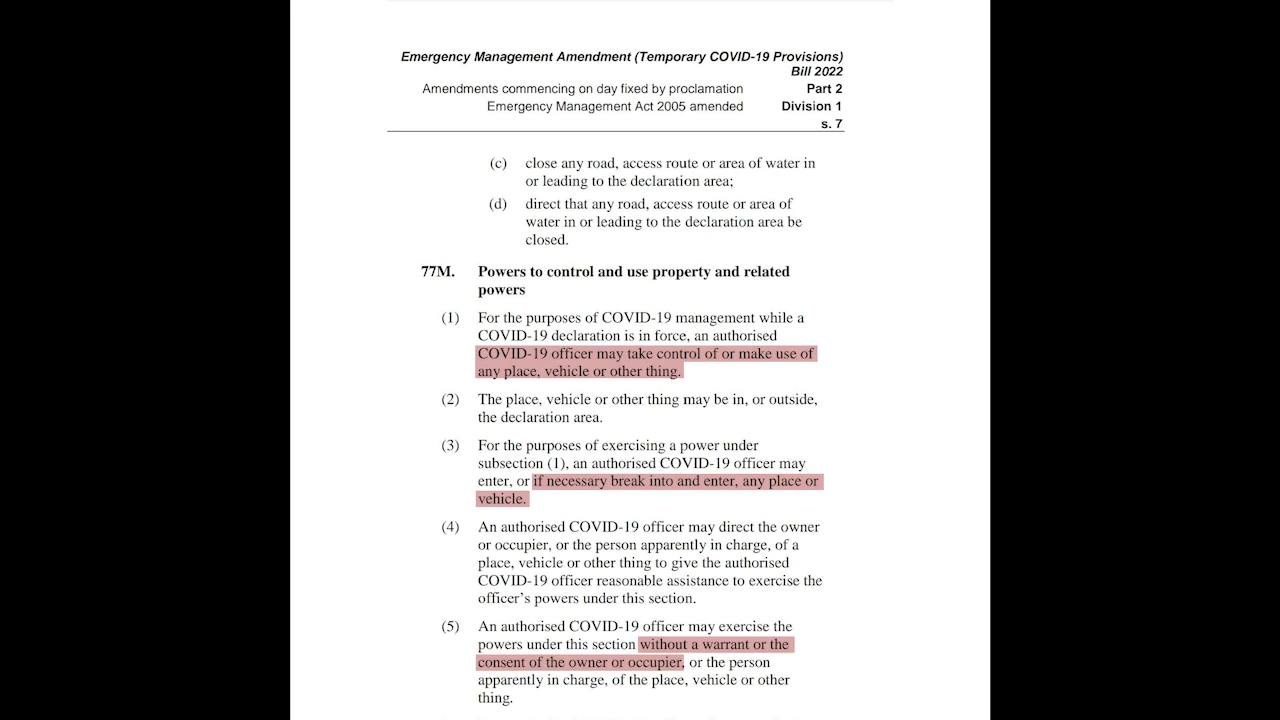 Emergency Management Amendment (Temporary COVID-19 Provisions)
Bill 2022
Amendments commencing on day fixed by proclamation Part 2
Emergency Management Act 2005 amended Division 1
s. 7
(c) close any road, access route or area of water in
or leading to the declaration area;
(d) direct that any road, access route or area of
water in or leading to the declaration area be
closed.
77M. Powers to control and use property and related
powers
(1) For the purposes of COVID-19 management while a
COVID-19 declaration is in force, an authorised
COVID-19 officer may take control of or make use of
any place, vehicle or other thing.
(2) The place, vehicle or other thing may be in, or outside,
the declaration area.
(3) For the purposes of exercising a power under
subsection (1), an authorised COVID-19 officer may
enter, or if necessary break into and enter, any place or
vehicle.
(4) An authorised COVID-19 officer may direct the owner
or occupier, or the person apparently in charge, of a
place, vehicle or other thing to give the authorised
COVID-19 officer reasonable assistance to exercise the
officer's powers under this section.
(5) An authorised COVID-19 officer may exercise the
powers under this section without a warrant or the
consent of the owner or occupier, or the person
apparently in charge, of the place, vehicle or other
thing.